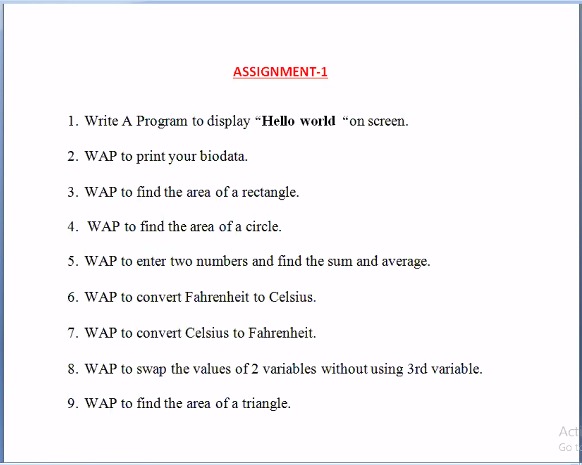 ASSIGNMENT-1
1. Write A Program to display “Hello world “on screen.
2. WAP to print your biodata.
3. WAP to find the area of a rectangle.
4. WAP to find the area of a circle.
5. WAP to enter two numbers and find the sum and average.
6. WAP to convert Fahrenheit to Celsius.
7. WAP to convert Celsius to Fahrenheit.
8. WAP to swap the values of 2 variables without using 3rd variable.
9. WAP to find the area of a triangle.
Act
Go t